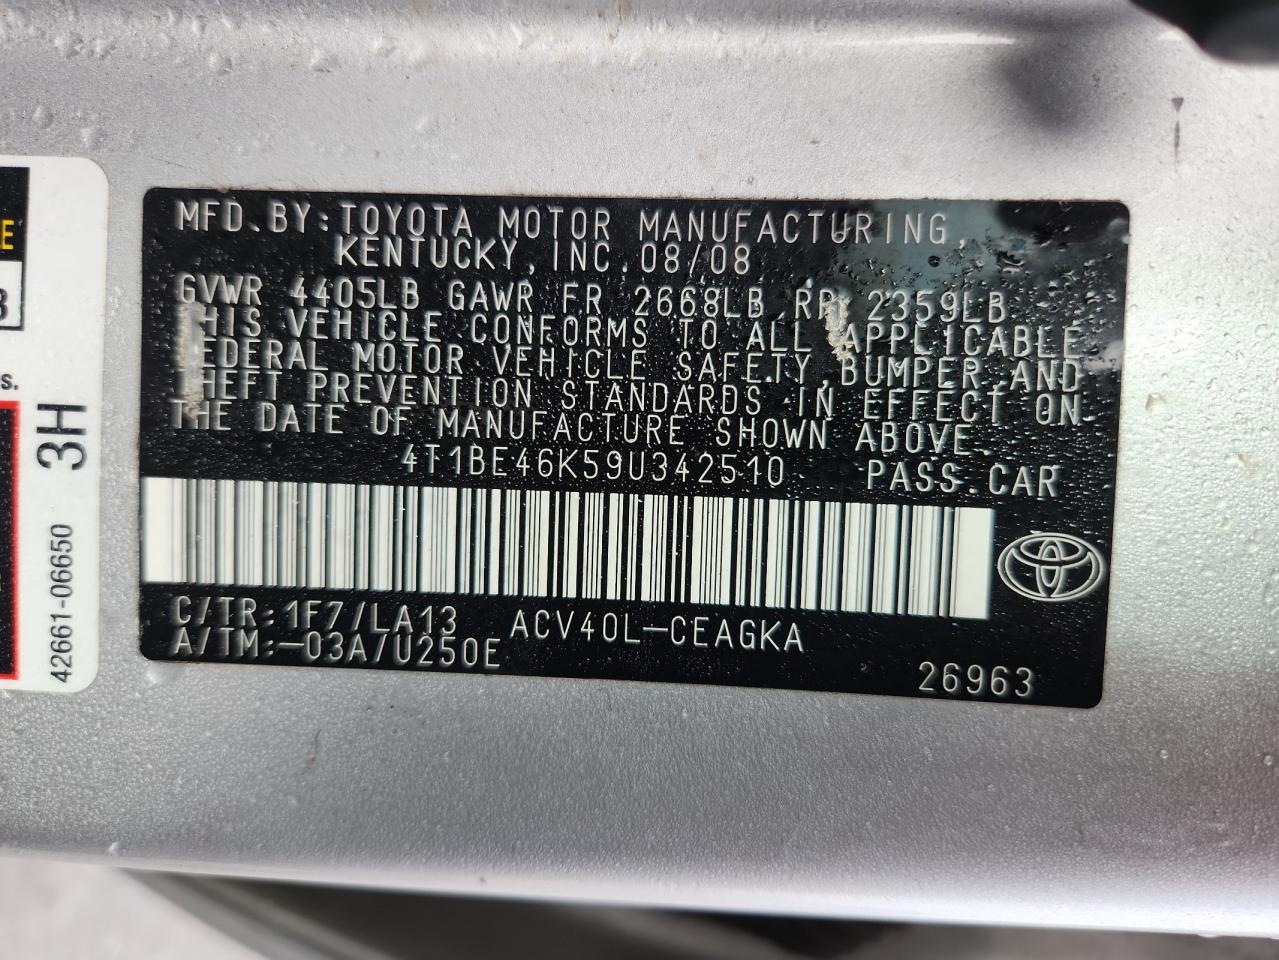 MFD.BY:TOYOTA MOTOR MANUFACTURING,
KENTUCKY,INC.08/08
GVWR 4405LB GAWR FR 2668LB RR 2359LB
THIS VEHICLE CONFORMS TO ALL APPLICABLE
FEDERAL MOTOR VEHICLE SAFETY,BUMPER,AND
THEFT PREVENTION STANDARDS IN EFFECT ON
THE DATE OF MANUFACTURE SHOWN ABOVE.
4T1BE46K59U342510 PASS.CAR
C/TR:1F7/LA13 ACV40L-CEAGKA
A/TM:-03A/U250E
26963
3H
42661-06650